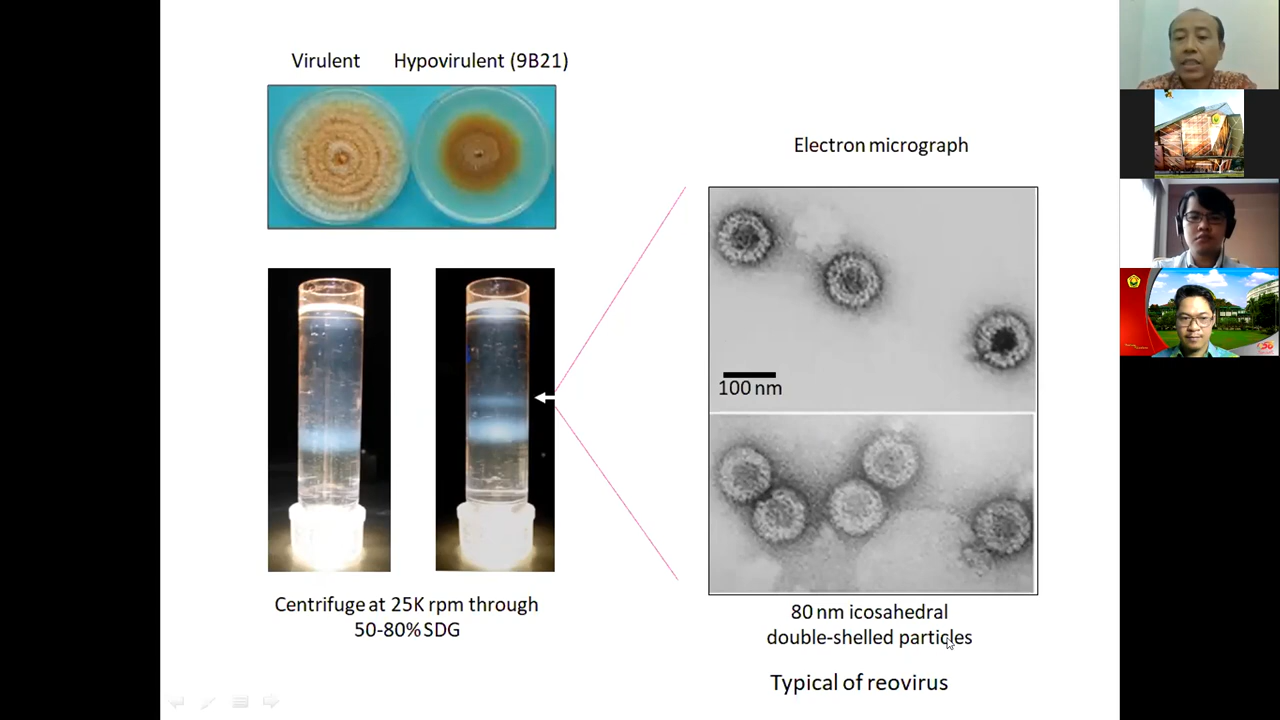 Virulent
Hypovirulent (9B21)
Electron micrograph
100 nm
Centrifuge at 25K rpm through
50-80% SDG
80 nm icosahedral
double-shelled particles
Typical of reovirus